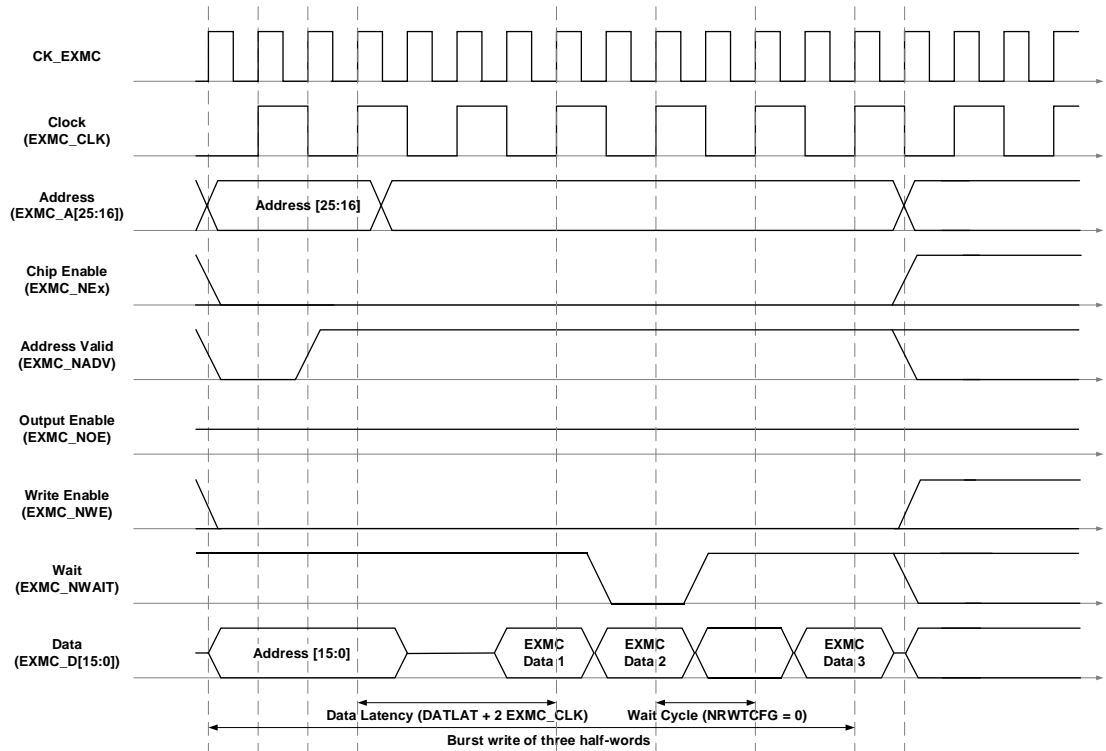 CK_EXMC
Clock
(EXMC_CLK)
Address
(EXMC_A[25:16])
Address [25:16]
Chip Enable
(EXMC_NEx)
Address Valid
(EXMC_NADV)
Output Enable
(EXMC_NOE)
Write Enable
(EXMC_NWE)
Wait
(EXMC_NWAIT)
Data
(EXMC_D[15:0])
Address [15:0]
EXMC
Data 1
EXMC
Data 2
EXMC
Data 3
Data Latency (DATLAT + 2 EXMC_CLK)
Wait Cycle (NRWTCFG = 0)
Burst write of three half-words